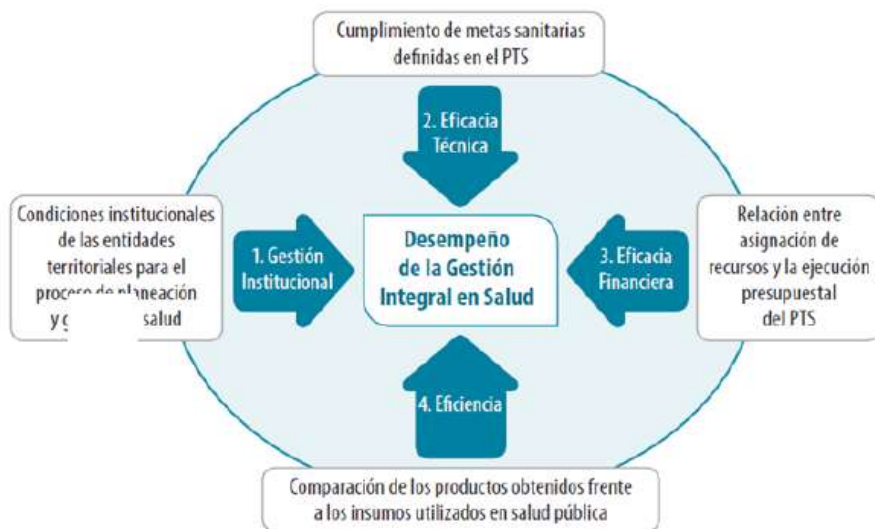 Cumplimiento de metas sanitarias
definidas en el PTS
2. Eficacia
Técnica
Condiciones institucionales
de las entidades
territoriales para el
proceso de planeación
y salud
1. Gestión
Institucional
Desempeño
de la Gestión
Integral en Salud
3. Eficacia
Financiera
Relación entre
asignación de
recursos y la ejecución
presupuestal
del PTS
4. Eficiencia
Comparación de los productos obtenidos frente
a los insumos utilizados en salud pública